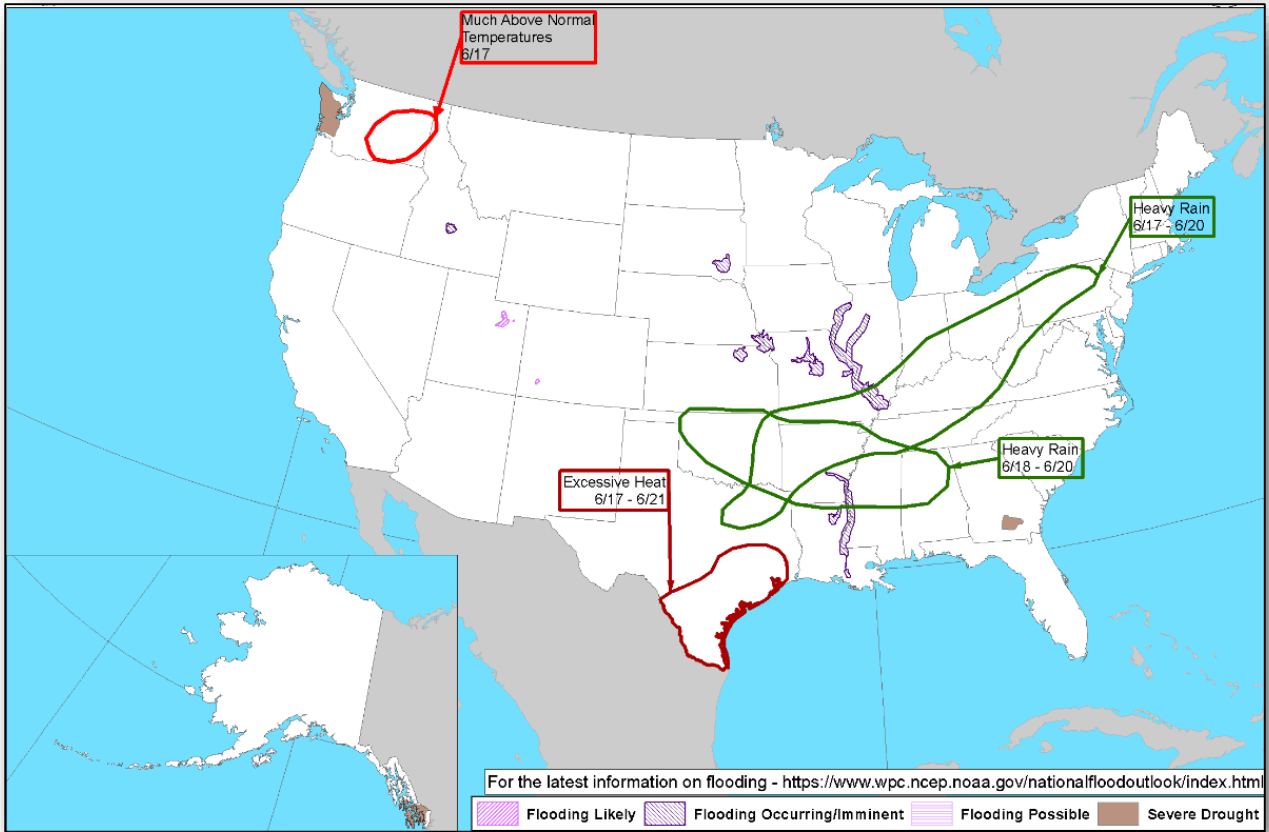 Much Above Normal
Temperatures
6/17
Heavy Rain
6/17 - 6/20
Heavy Rain
6/18 - 6/20
Excessive Heat
6/17 - 6/21
For the latest information on flooding - https://www.wpc.ncep.noaa.gov/nationalfloodoutlook/index.html
Flooding Likely
Flooding Occurring/Imminent
Flooding Possible
Severe Drought